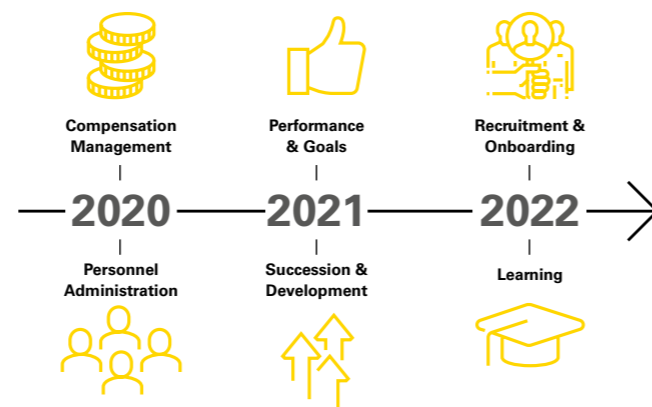 Compensation
Management
Performance
& Goals
Recruitment &
Onboarding
2020
2021
2022
Personnel
Administration
Succession &
Development
Learning